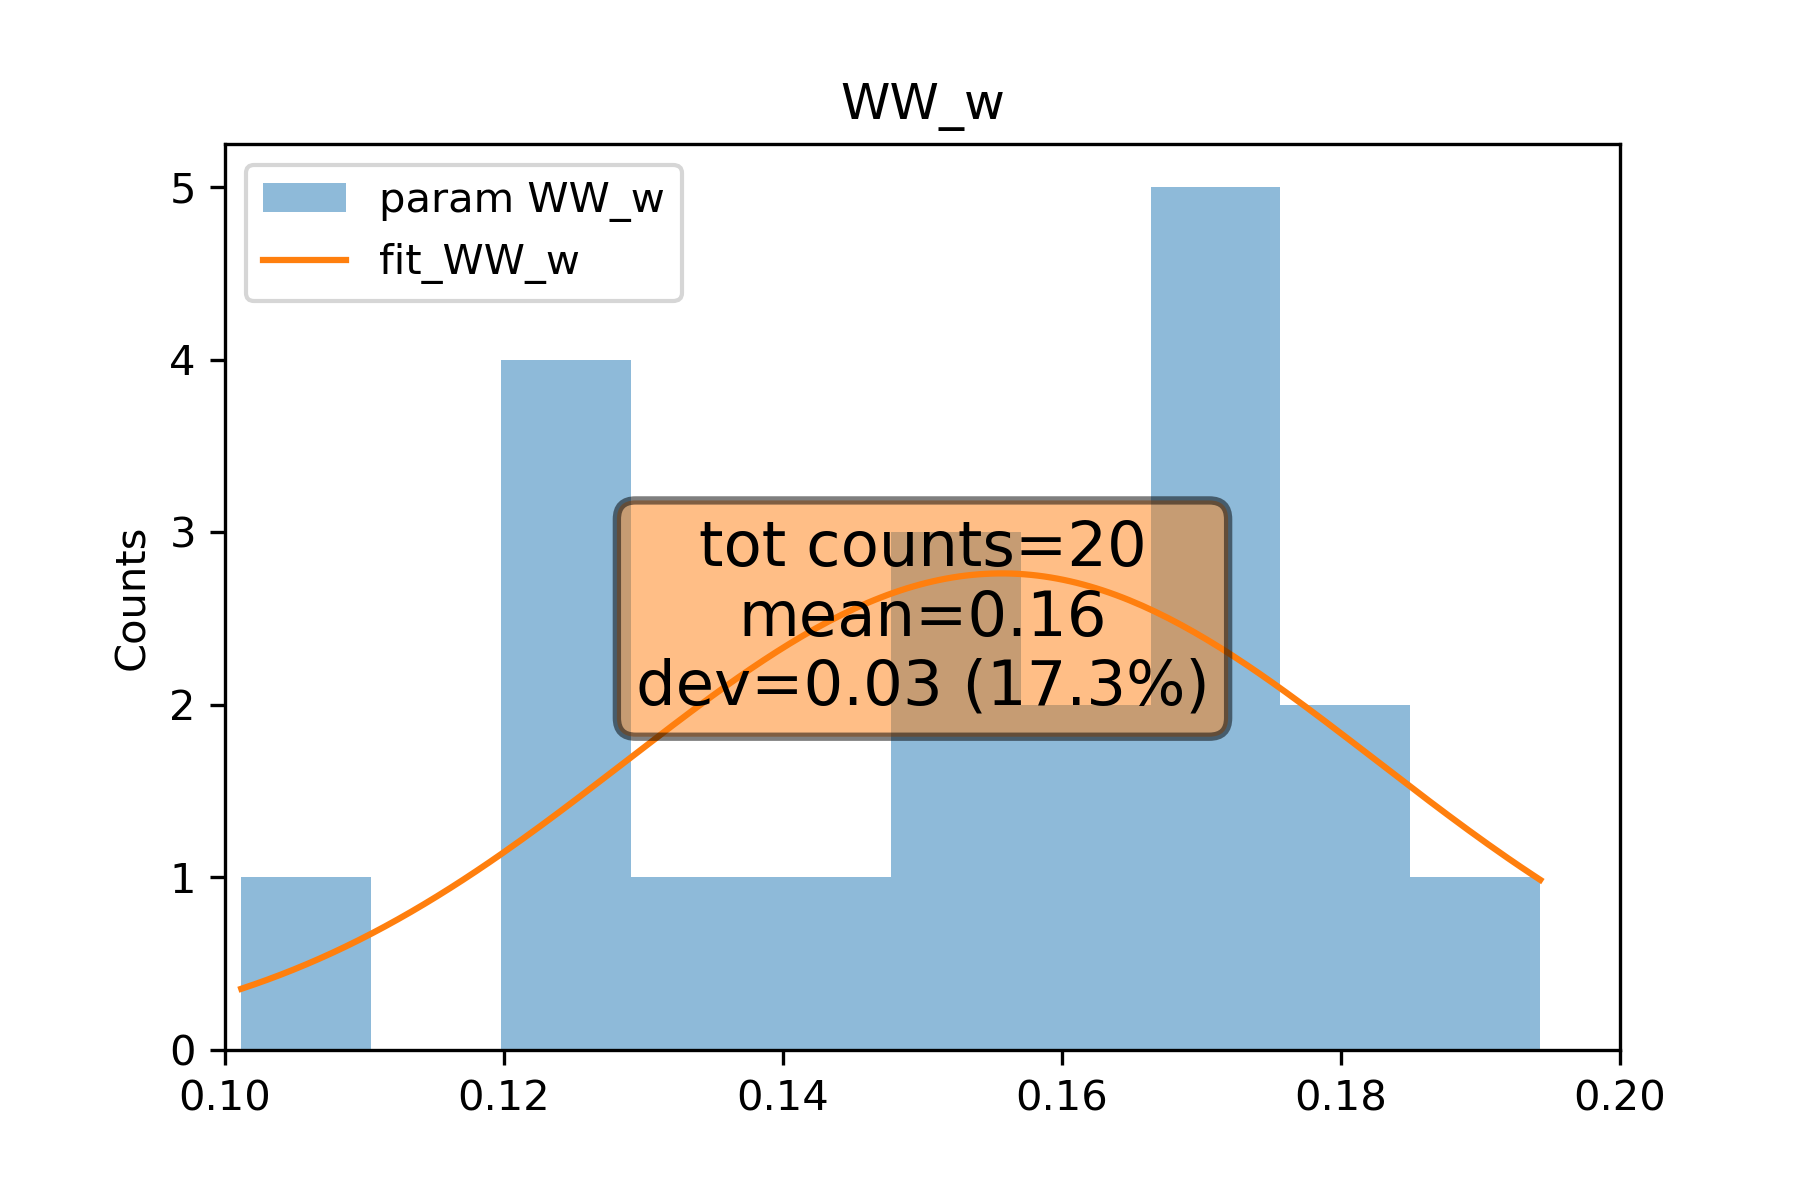 WW_w
param WW_w
fit_WW_w
Counts
5
4
3
2
1
0
tot counts=20
mean=0.16
dev=0.03 (17.3%)
0.10 0.12 0.14 0.16 0.18 0.20